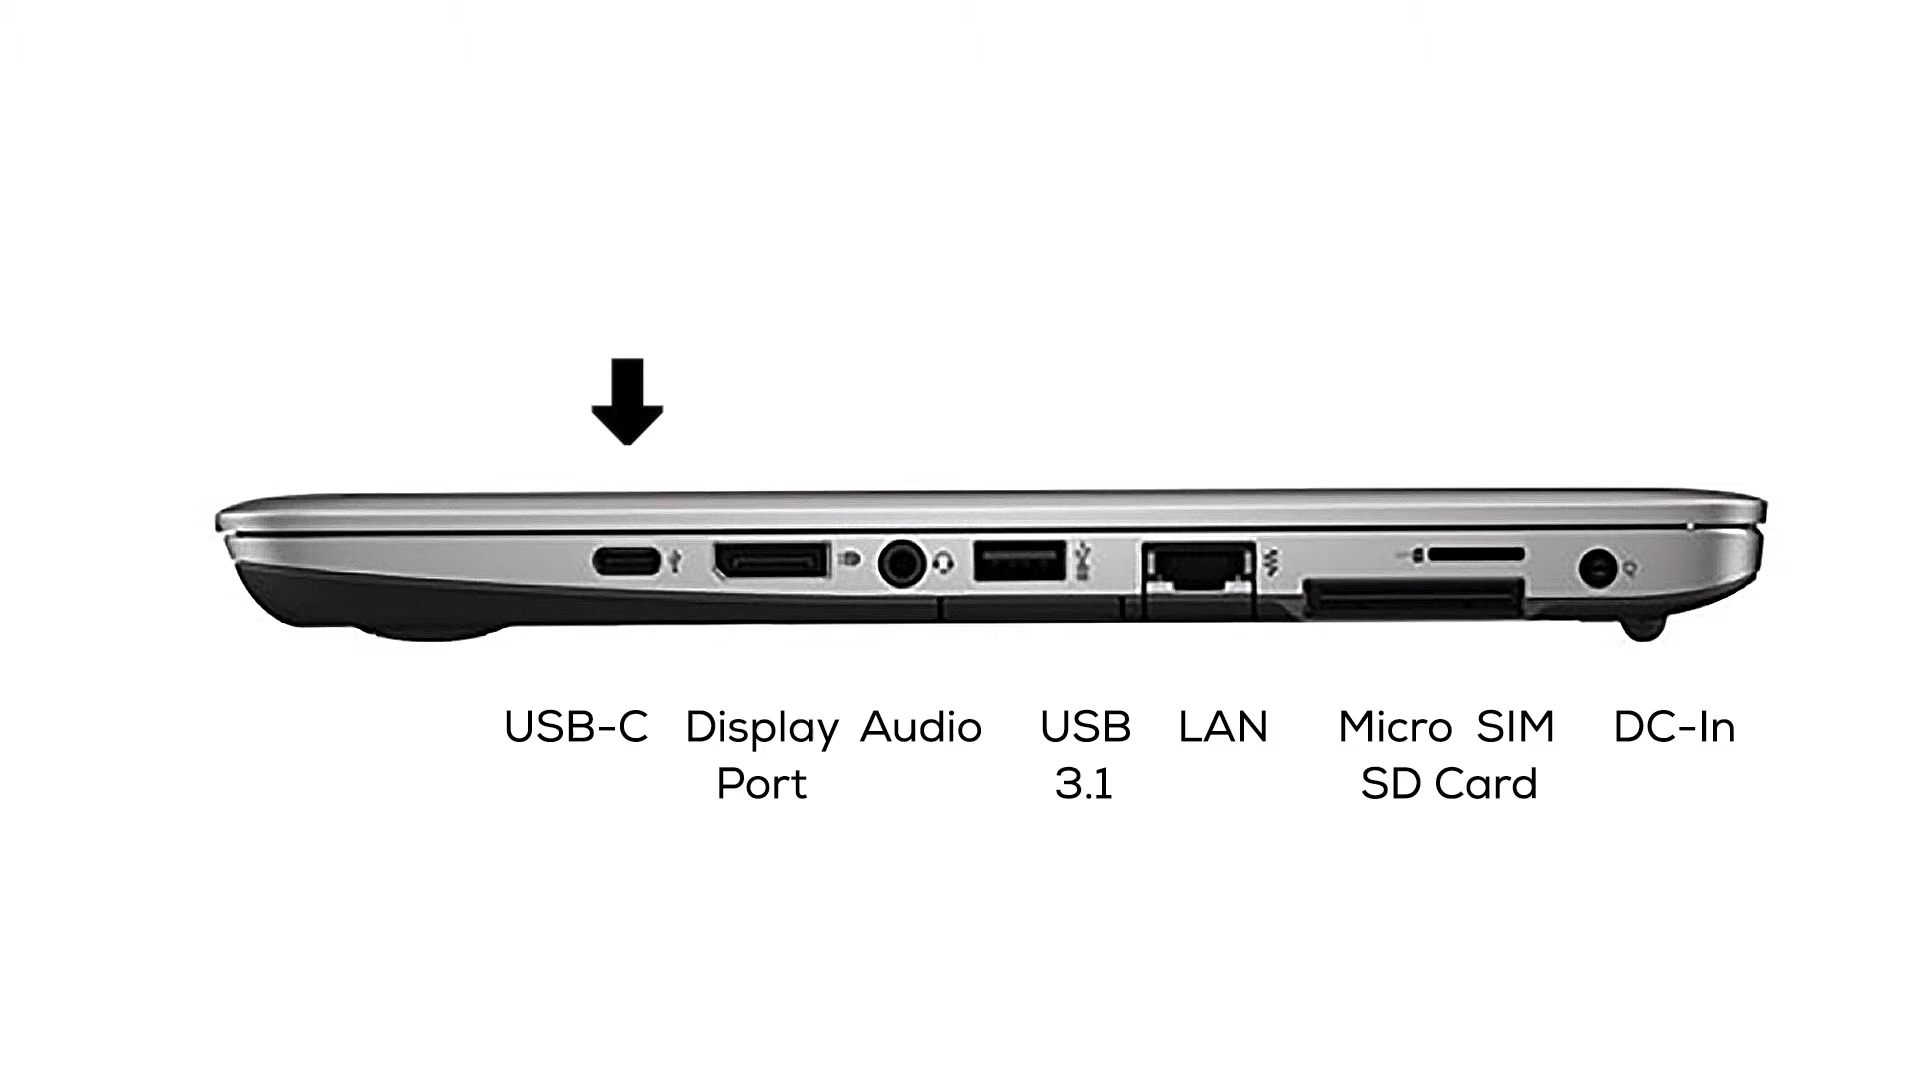 USB-C Display Audio USB LAN Micro SIM DC-In
Port 3.1 SD Card